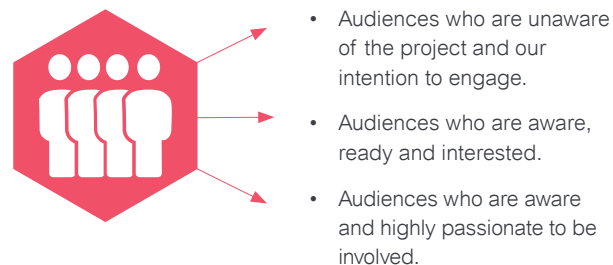 • Audiences who are unaware
of the project and our
intention to engage.
• Audiences who are aware,
ready and interested.
• Audiences who are aware
and highly passionate to be
involved.